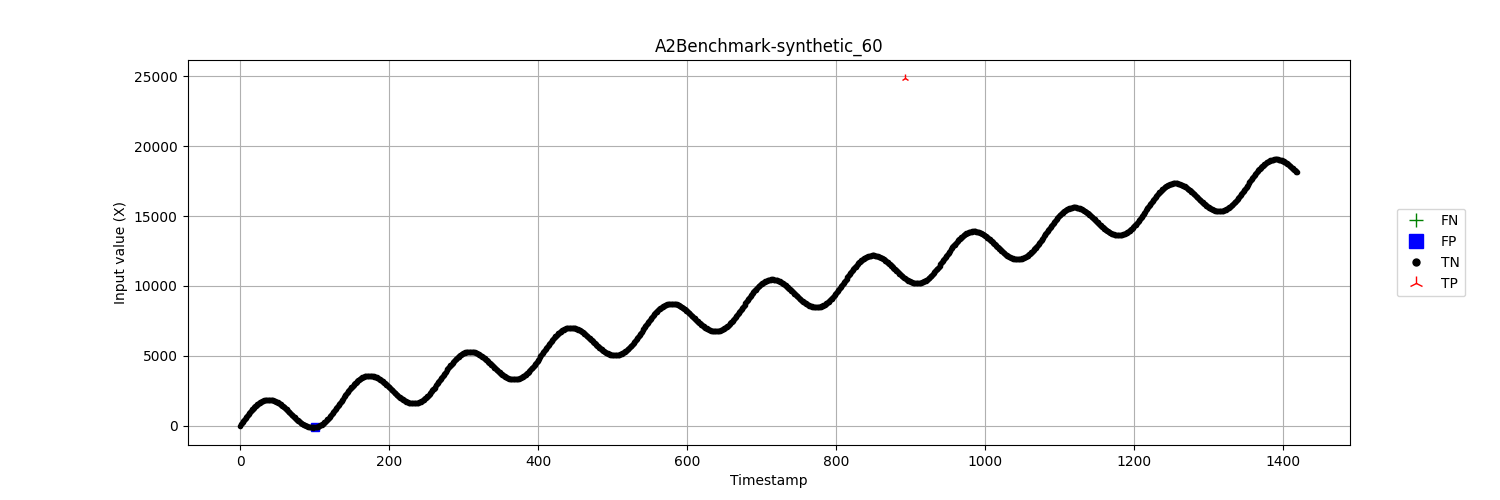 A2Benchmark-synthetic_60
25000
20000
15000
10000
5000
0
Input value (X)
0 200 400 600 800 1000 1200 1400
Timestamp
FN
FP
TN
TP